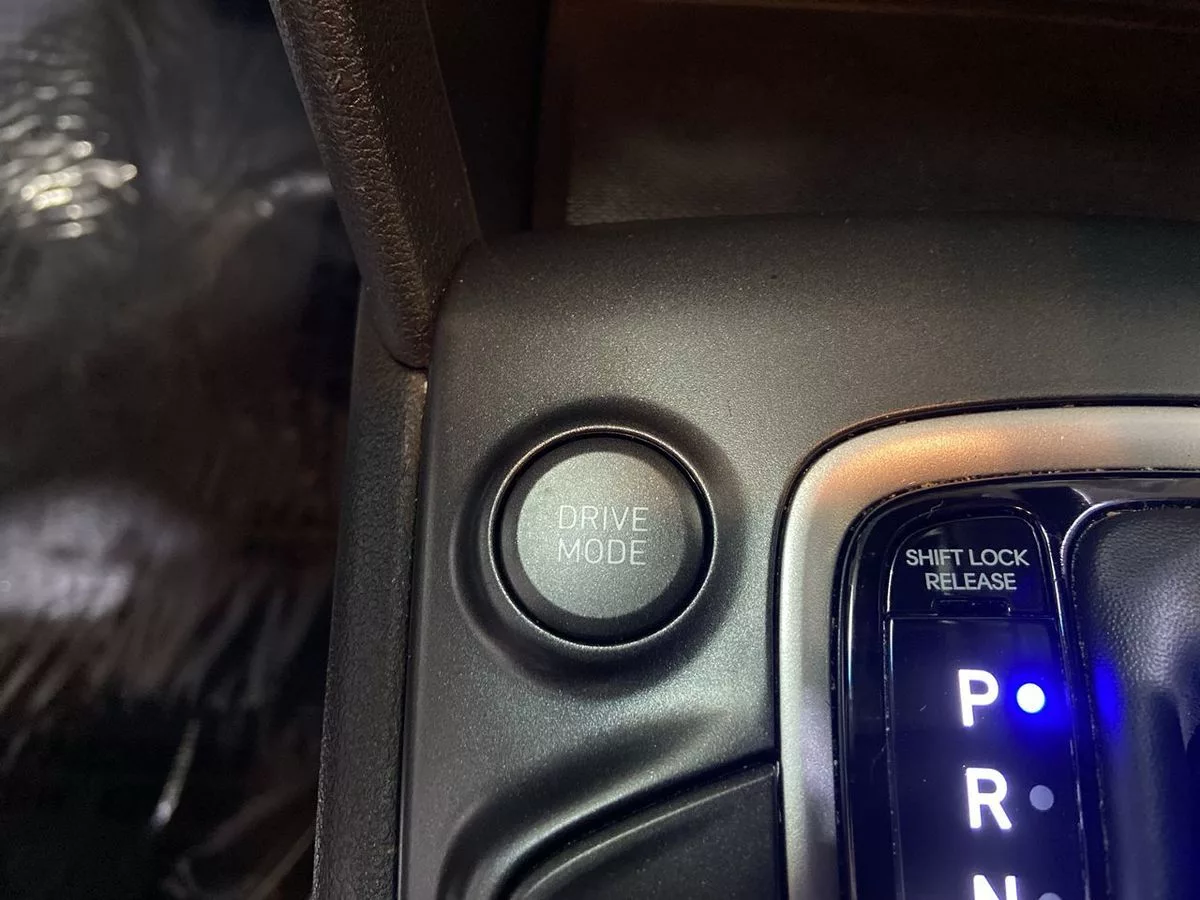 DRIVE
MODE
SHIFT LOCK
RELEASE
P
R
N